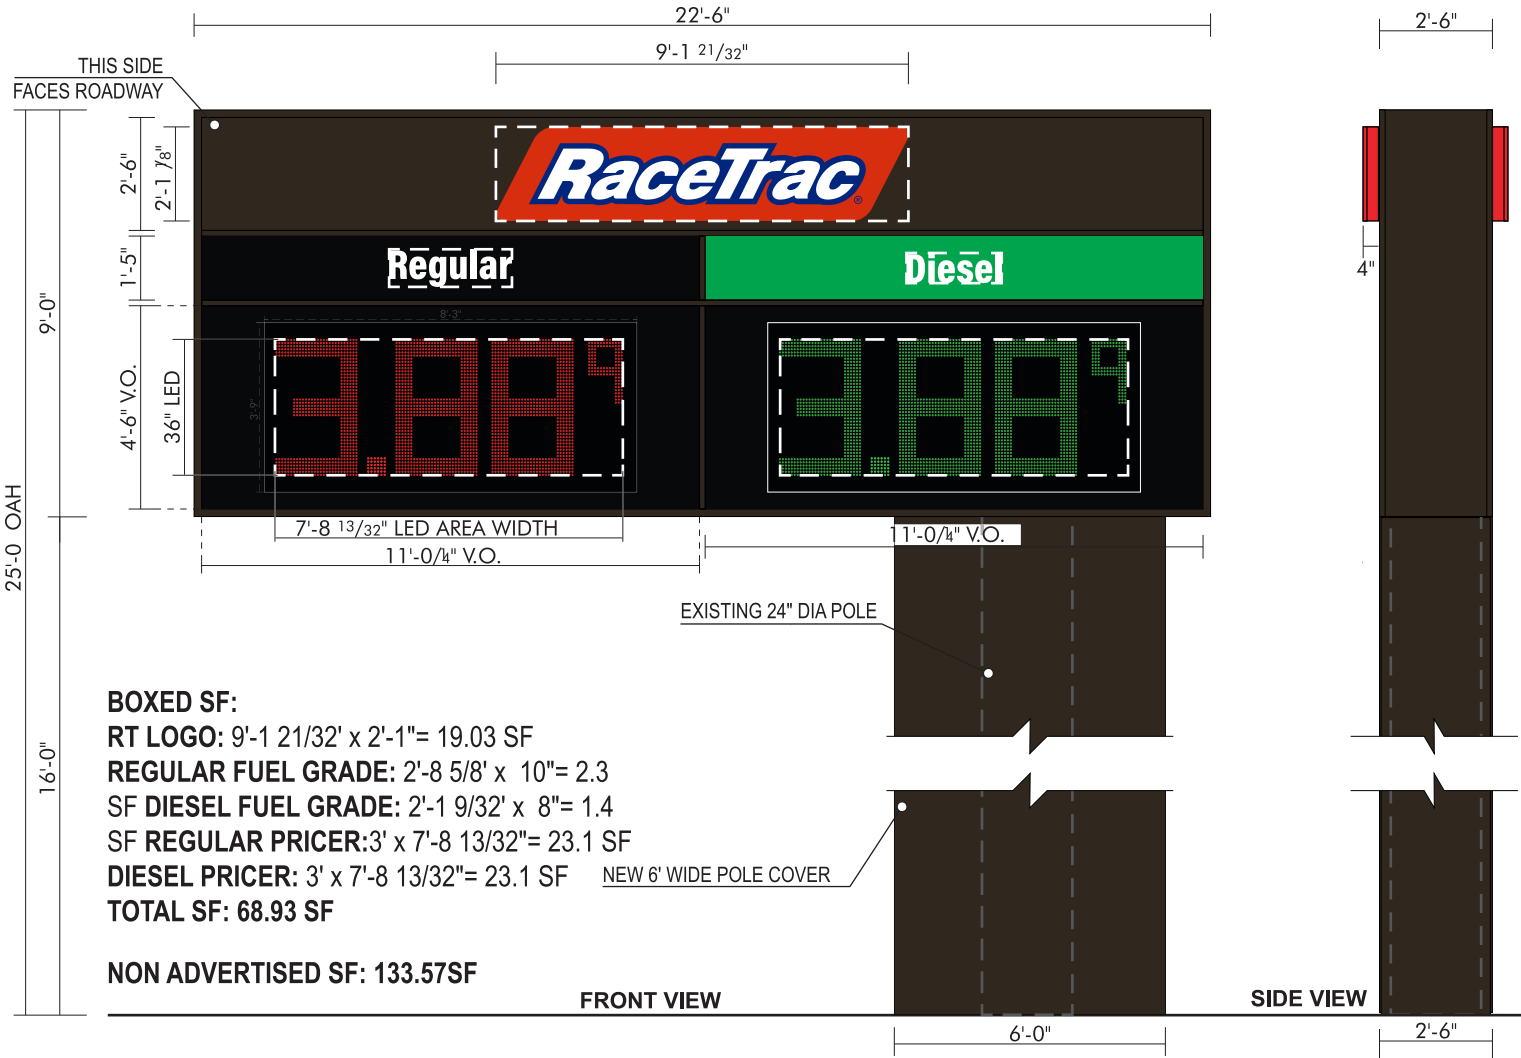 22'-6"
2'-6"
9'-1 21/32"
THIS SIDE
FACES ROADWAY
2'-6"
2'-1 7/8"
RaceTrac®
1'-5"
Regular
Diesel
4"
9'-0"
8'-3"
3'-9"
4'-6" V.O.
36" LED
3.889
3.889
25'-0 OAH
7'-8 13/32" LED AREA WIDTH
11'-0/4" V.O.
11'-0/4" V.O.
EXISTING 24" DIA POLE
16'-0"
BOXED SF:
RT LOGO: 9'-1 21/32' x 2'-1"= 19.03 SF
REGULAR FUEL GRADE: 2'-8 5/8' x 10"= 2.3
SF DIESEL FUEL GRADE: 2'-1 9/32' x 8"= 1.4
SF REGULAR PRICER:3' x 7'-8 13/32"= 23.1 SF
DIESEL PRICER: 3' x 7'-8 13/32"= 23.1 SF
NEW 6' WIDE POLE COVER
TOTAL SF: 68.93 SF
NON ADVERTISED SF: 133.57SF
FRONT VIEW
SIDE VIEW
6'-0"
2'-6"